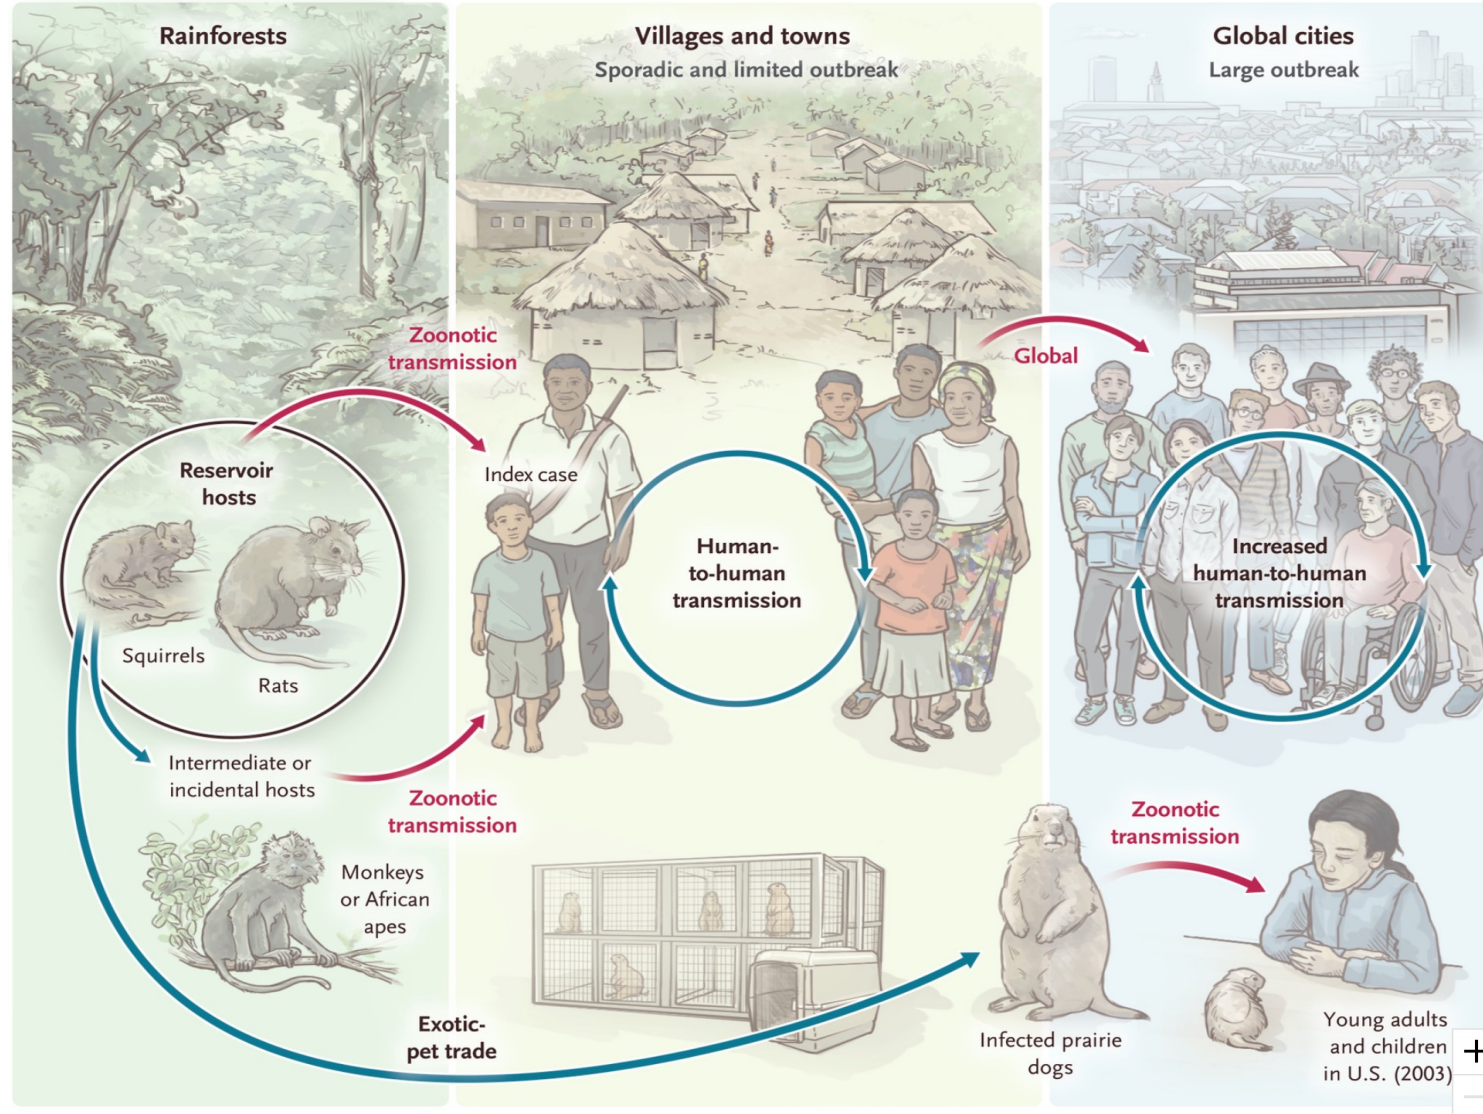 Rainforests
Villages and towns
Sporadic and limited outbreak
Global cities
Large outbreak
Zoonotic
transmission
Global
Reservoir
hosts
Index case
Squirrels
Rats
Human-
to-human
transmission
Increased
human-to-human
transmission
Intermediate or
incidental hosts
Zoonotic
transmission
Monkeys
or African
apes
Exotic-
pet trade
Zoonotic
transmission
Infected prairie
dogs
Young adults
and children
in U.S. (2003)
+